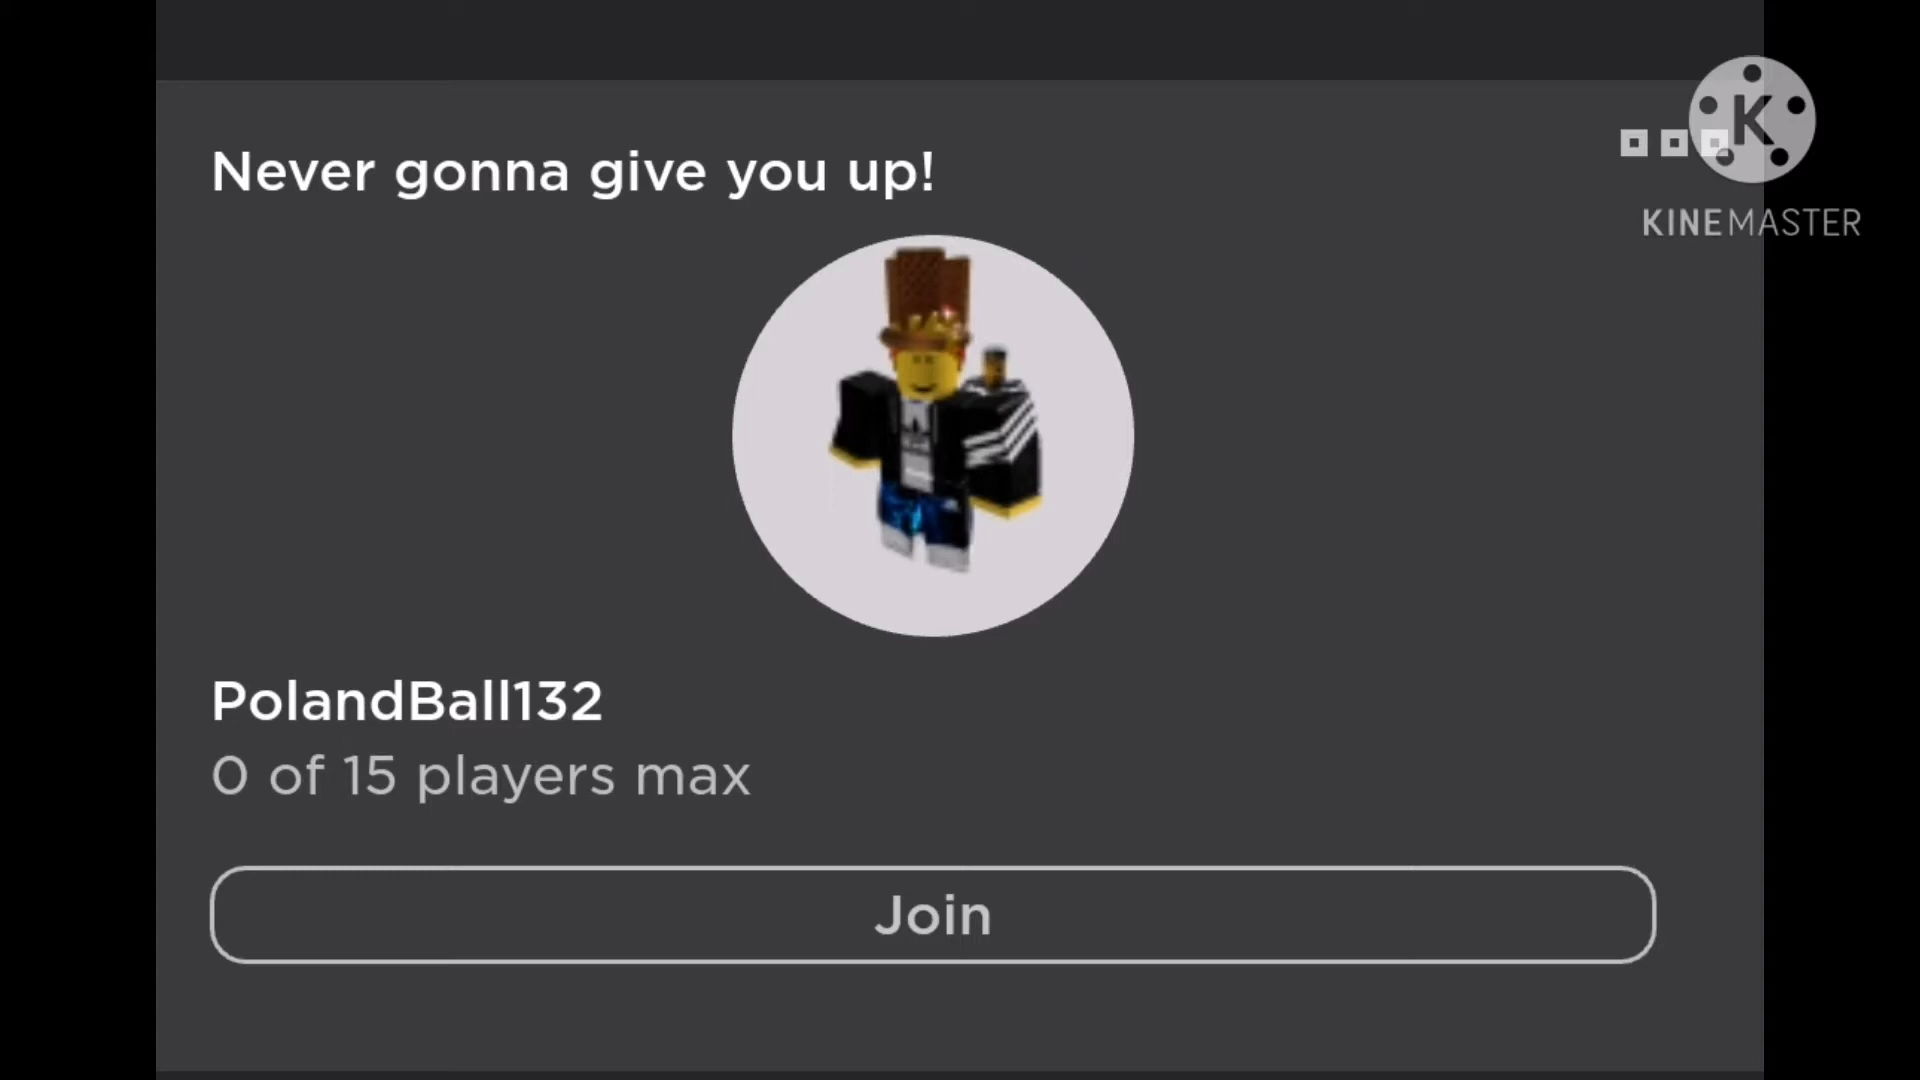 Never gonna give you up!
K
KINEMASTER
PolandBall132
0 of 15 players max
Join